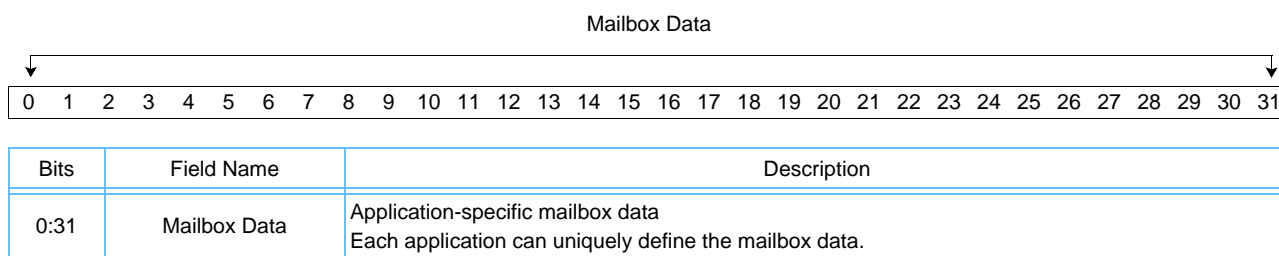 Mailbox Data
0 1 2 3 4 5 6 7 8 9 10 11 12 13 14 15 16 17 18 19 20 21 22 23 24 25 26 27 28 29 30 31
Bits Field Name Description
0:31 Mailbox Data Application-specific mailbox data
Each application can uniquely define the mailbox data.